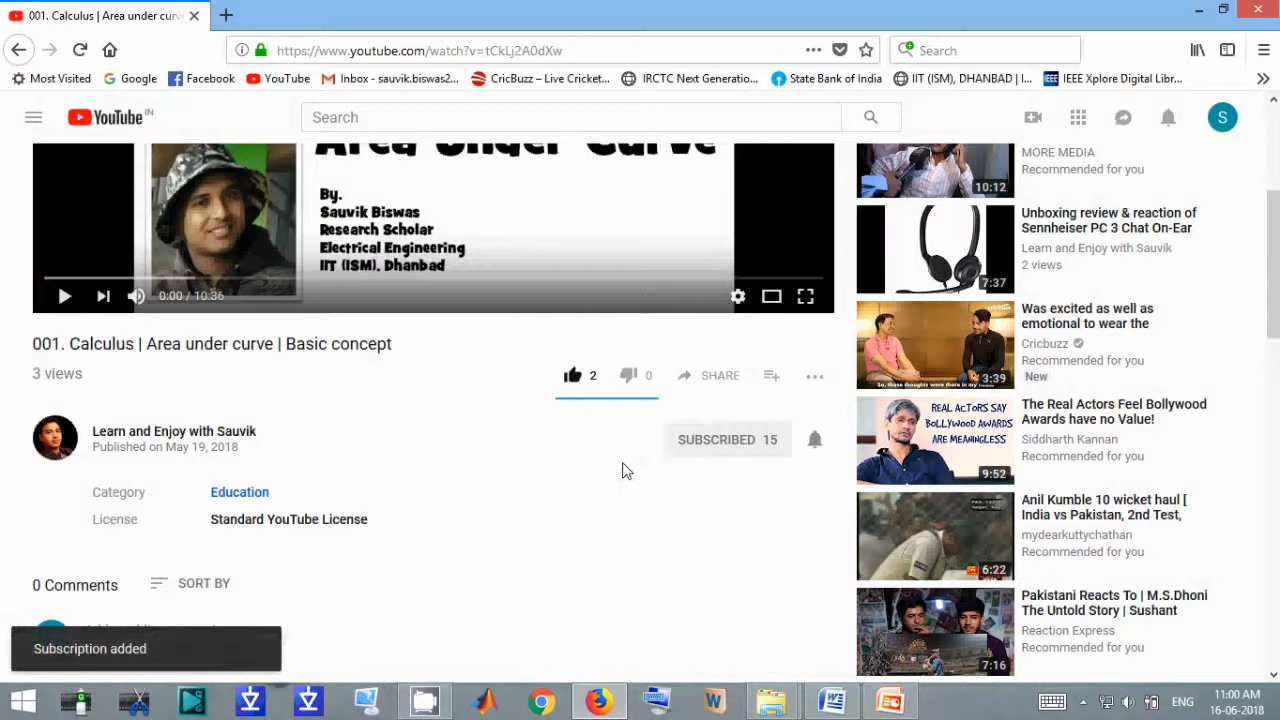 001. Calculus | Area under curv
https://www.youtube.com/watch?v=tCkLj2A0dXw
Search
Most Visited
Google
Facebook
YouTube
Inbox - sauvik.biswas2...
CricBuzz – Live Cricket...
IRCTC Next Generatio...
State Bank of India
IIT (ISM), DHANBAD | I...
IEEE Xplore Digital Libr...
YouTube IN
Search
S
Area Under Curve
By.
Sauvik Biswas
Research Scholar
Electrical Engineering
IIT (ISM), Dhanbad
0:00 / 10:36
001. Calculus | Area under curve | Basic concept
3 views
2
0
SHARE
Learn and Enjoy with Sauvik
Published on May 19, 2018
SUBSCRIBED 15
Category
Education
License
Standard YouTube License
0 Comments
SORT BY
Subscription added
MORE MEDIA
Recommended for you
10:12
Unboxing review & reaction of
Sennheiser PC 3 Chat On-Ear
Learn and Enjoy with Sauvik
2 views
7:37
Was excited as well as
emotional to wear the
Cricbuzz
Recommended for you
New
So, those thoughts were there in my
3:39
The Real Actors Feel Bollywood
Awards have no Value!
Siddharth Kannan
Recommended for you
REAL ACTORS SAY
BOLLYWOOD AWARDS
ARE MEANINGLESS
9:52
Anil Kumble 10 wicket haul [
India vs Pakistan, 2nd Test,
mydearkuttychathan
Recommended for you
6:22
Pakistani Reacts To | M.S.Dhoni
The Untold Story | Sushant
Reaction Express
Recommended for you
7:16
ENG
11:00 AM
16-06-2018